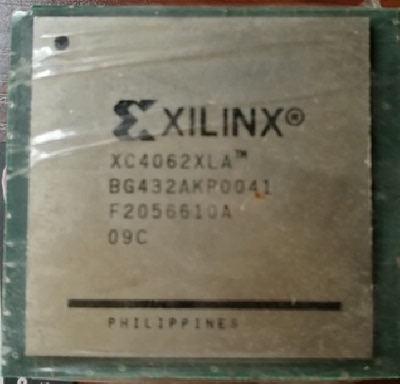 XILINX®
XC4062XLA™
BG432AKP0041
F2056610A
09C
PHILIPPINES